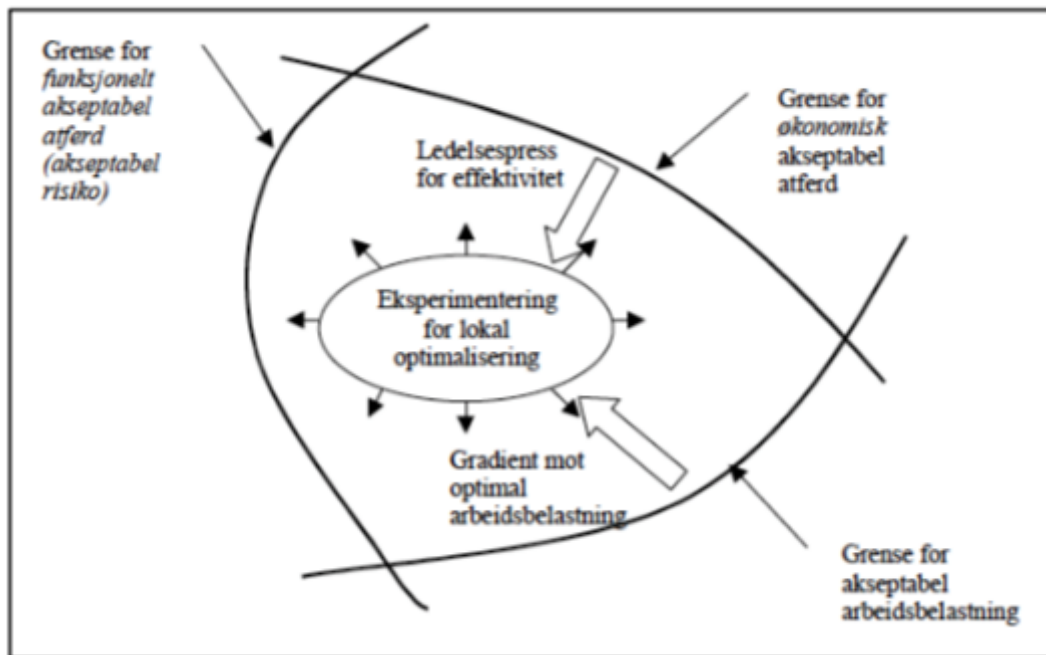 Grense for
funksjonelt
akseptabel
atferd
(akseptabel
risiko)
Ledelsespress
for effektivitet
Grense for
økonomisk
akseptabel
atferd
Eksperimentering
for lokal
optimalisering
Gradient mot
optimal
arbeidsbelastning
Grense for
akseptabel
arbeidsbelastning